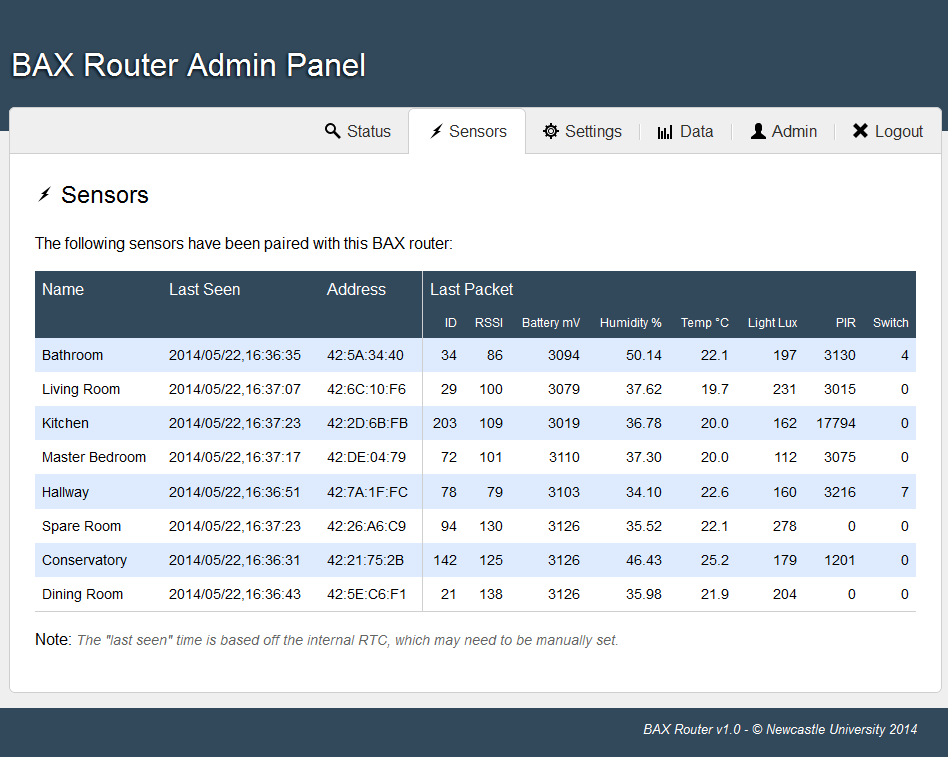 BAX Router Admin Panel
Status Sensors Settings Data Admin Logout
Sensors
The following sensors have been paired with this BAX router:
Name Last Seen Address Last Packet
ID RSSI Battery mV Humidity % Temp °C Light Lux PIR Switch
Bathroom 2014/05/22,16:36:35 42:5A:34:40 34 86 3094 50.14 22.1 197 3130 4
Living Room 2014/05/22,16:37:07 42:6C:10:F6 29 100 3079 37.62 19.7 231 3015 0
Kitchen 2014/05/22,16:37:23 42:2D:6B:FB 203 109 3019 36.78 20.0 162 17794 0
Master Bedroom 2014/05/22,16:37:17 42:DE:04:79 72 101 3110 37.30 20.0 112 3075 0
Hallway 2014/05/22,16:36:51 42:7A:1F:FC 78 79 3103 34.10 22.6 160 3216 7
Spare Room 2014/05/22,16:37:23 42:26:A6:C9 94 130 3126 35.52 22.1 278 0 0
Conservatory 2014/05/22,16:36:31 42:21:75:2B 142 125 3126 46.43 25.2 179 1201 0
Dining Room 2014/05/22,16:36:43 42:5E:C6:F1 21 138 3126 35.98 21.9 204 0 0
Note: The "last seen" time is based off the internal RTC, which may need to be manually set.
BAX Router v1.0 - © Newcastle University 2014